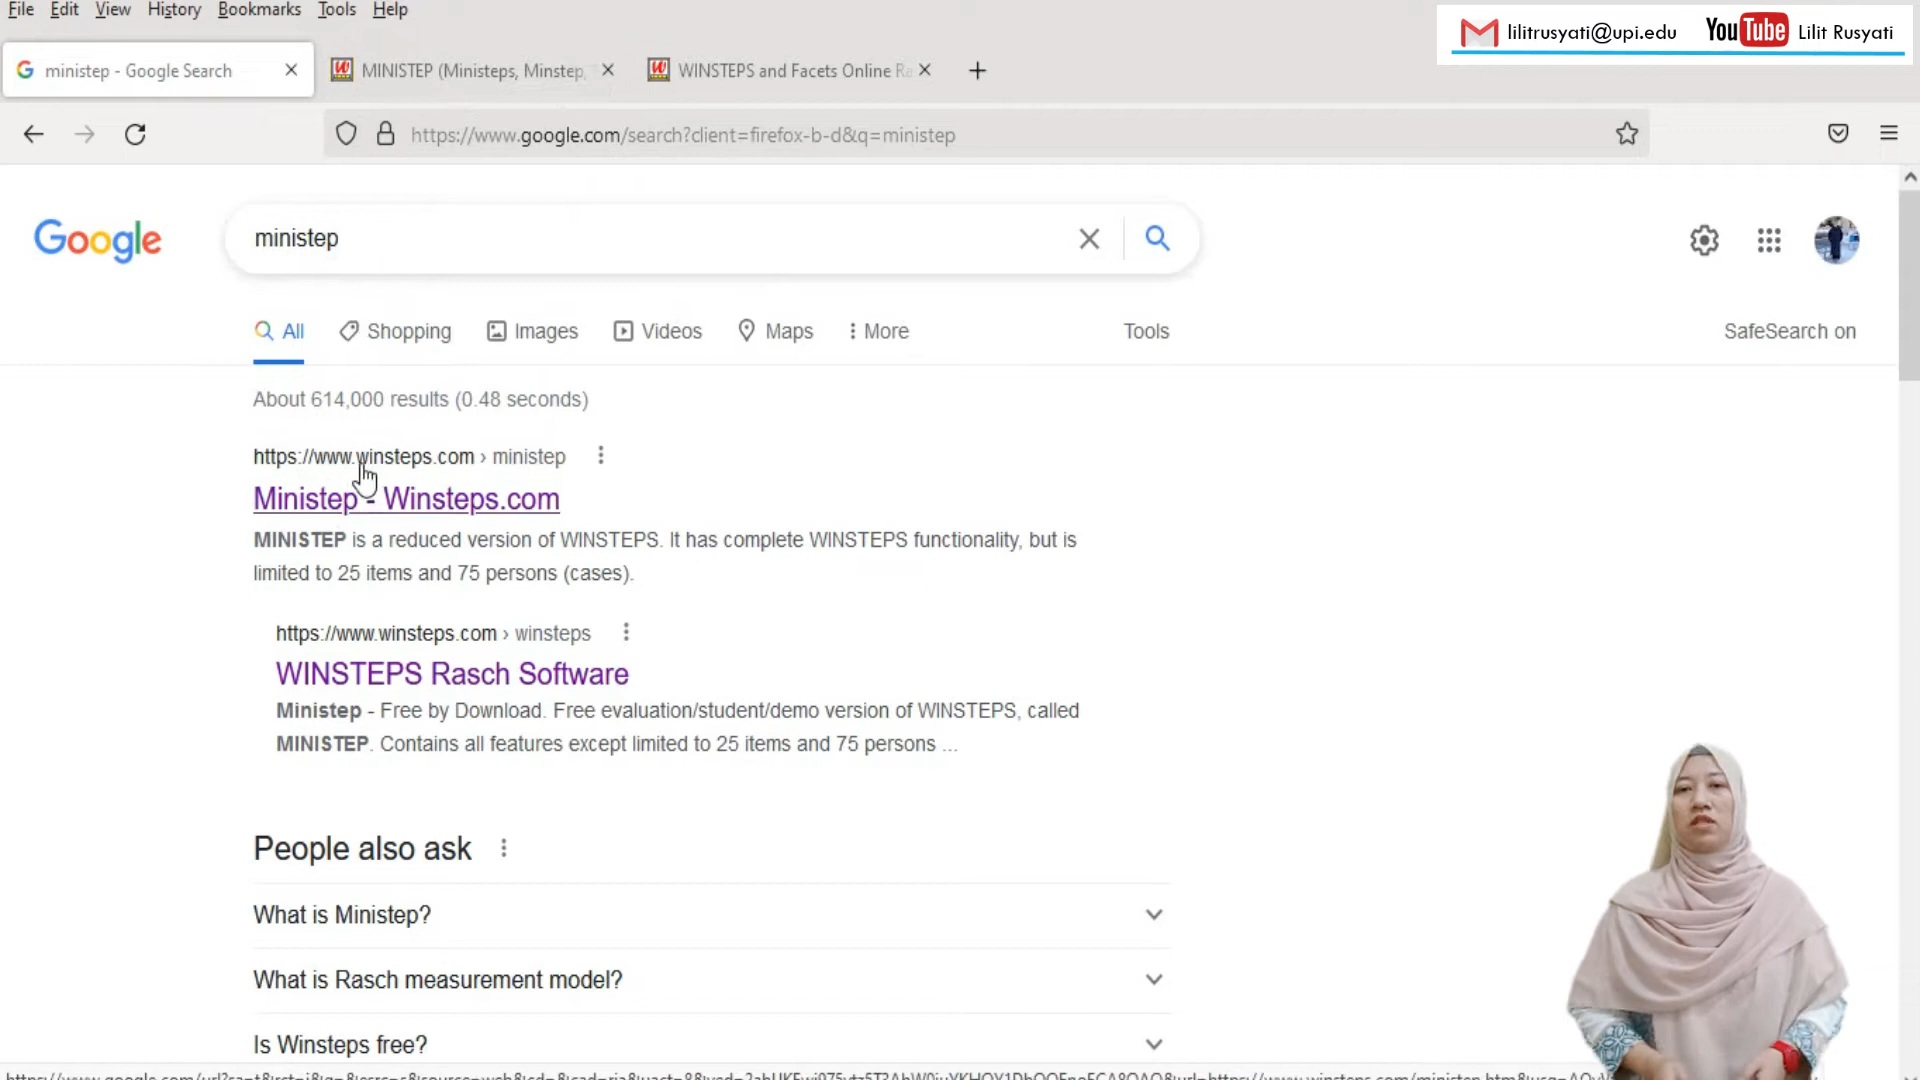 File Edit View History Bookmarks Tools Help
lilitrusyati@upi.edu YouTube Lilit Rusyati
ministep - Google Search
MINISTEP (Ministeps, Minstep,
WINSTEPS and Facets Online Ra
https://www.google.com/search?client=firefox-b-d&q=ministep
Google
ministep
All Shopping Images Videos Maps More Tools SafeSearch on
About 614,000 results (0.48 seconds)
https://www.winsteps.com › ministep
Ministep - Winsteps.com
MINISTEP is a reduced version of WINSTEPS. It has complete WINSTEPS functionality, but is
limited to 25 items and 75 persons (cases).
https://www.winsteps.com › winsteps
WINSTEPS Rasch Software
Ministep - Free by Download. Free evaluation/student/demo version of WINSTEPS, called
MINISTEP. Contains all features except limited to 25 items and 75 persons ...
People also ask
What is Ministep?
What is Rasch measurement model?
Is Winsteps free?